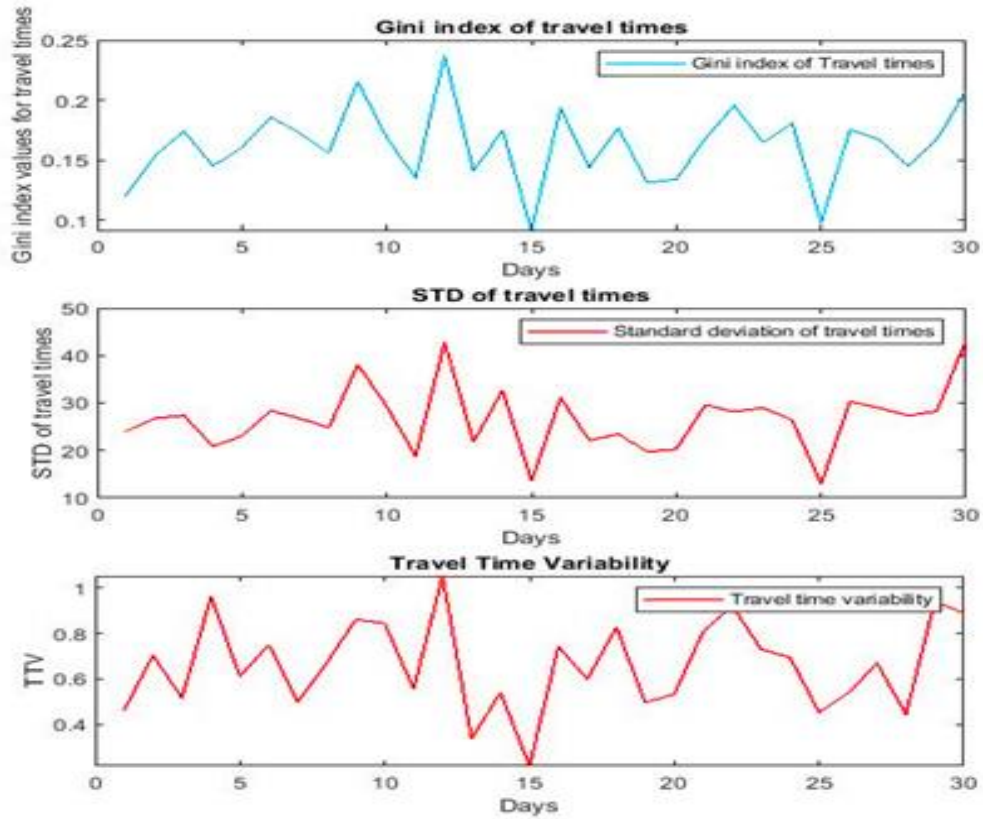 Gini index of travel times
Gini index values for travel times
0.25
0.2
0.15
0.1
Gini index of Travel times
0 5 10 15 20 25 30
Days
STD of travel times
STD of travel times
50
40
30
20
10
Standard deviation of travel times
0 5 10 15 20 25 30
Days
Travel Time Variability
TTV
1
0.8
0.6
0.4
Travel time variability
0 5 10 15 20 25 30
Days